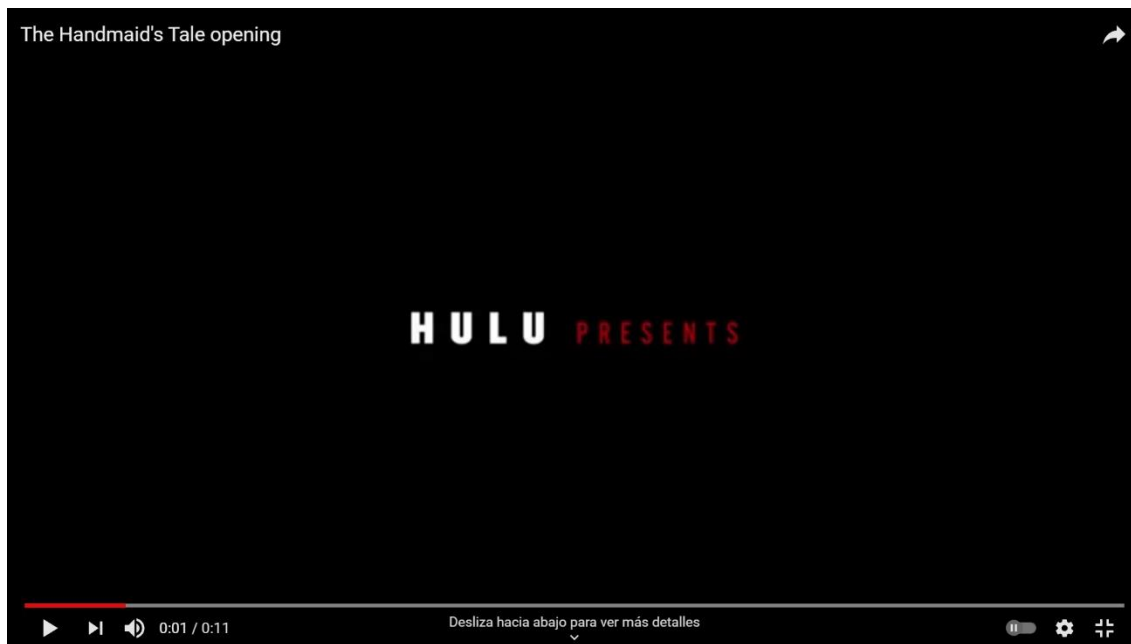 The Handmaid's Tale opening
HULU PRESENTS
0:01 / 0:11
Desliza hacia abajo para ver más detalles